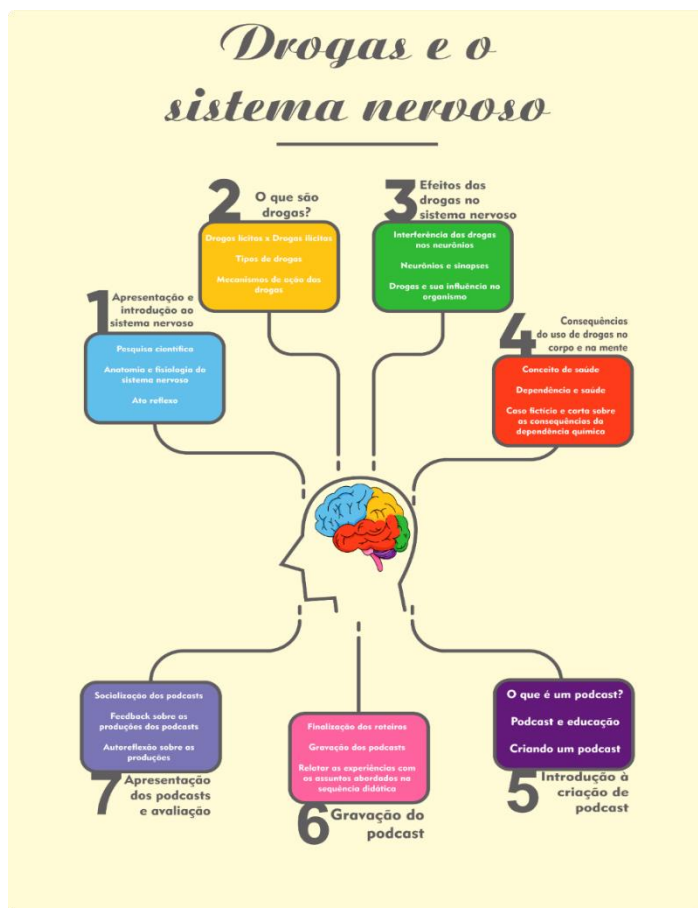 Drogas e o
sistema nervoso
1
Apresentação e
introdução ao
sistema nervoso
Pesquisa científica
Anatomia e fisiologia do
sistema nervoso
Ato reflexo
2
O que são
drogas?
Drogas lícitas x Drogas ilícitas
Tipos de drogas
Mecanismos de ação das
drogas
3
Efeitos das
drogas no
sistema nervoso
Interferência das drogas
nos neurônios
Neurônios e sinapses
Drogas e sua influência no
organismo
4
Consequências
do uso de drogas no
corpo e na mente
Conceito de saúde
Dependência e saúde
Caso fictício e carta sobre
as consequências da
dependência química
O que é um podcast?
Podcast e educação
Criando um podcast
5
Introdução à
criação de
podcast
Finalização dos roteiros
Gravação dos podcasts
Relatar as experiências com
os assuntos abordados na
sequência didática
6
Gravação do
podcast
Socialização dos podcasts
Feedback sobre as
produções dos podcasts
Autoreflexão sobre as
produções
7
Apresentação
dos podcasts
e avaliação